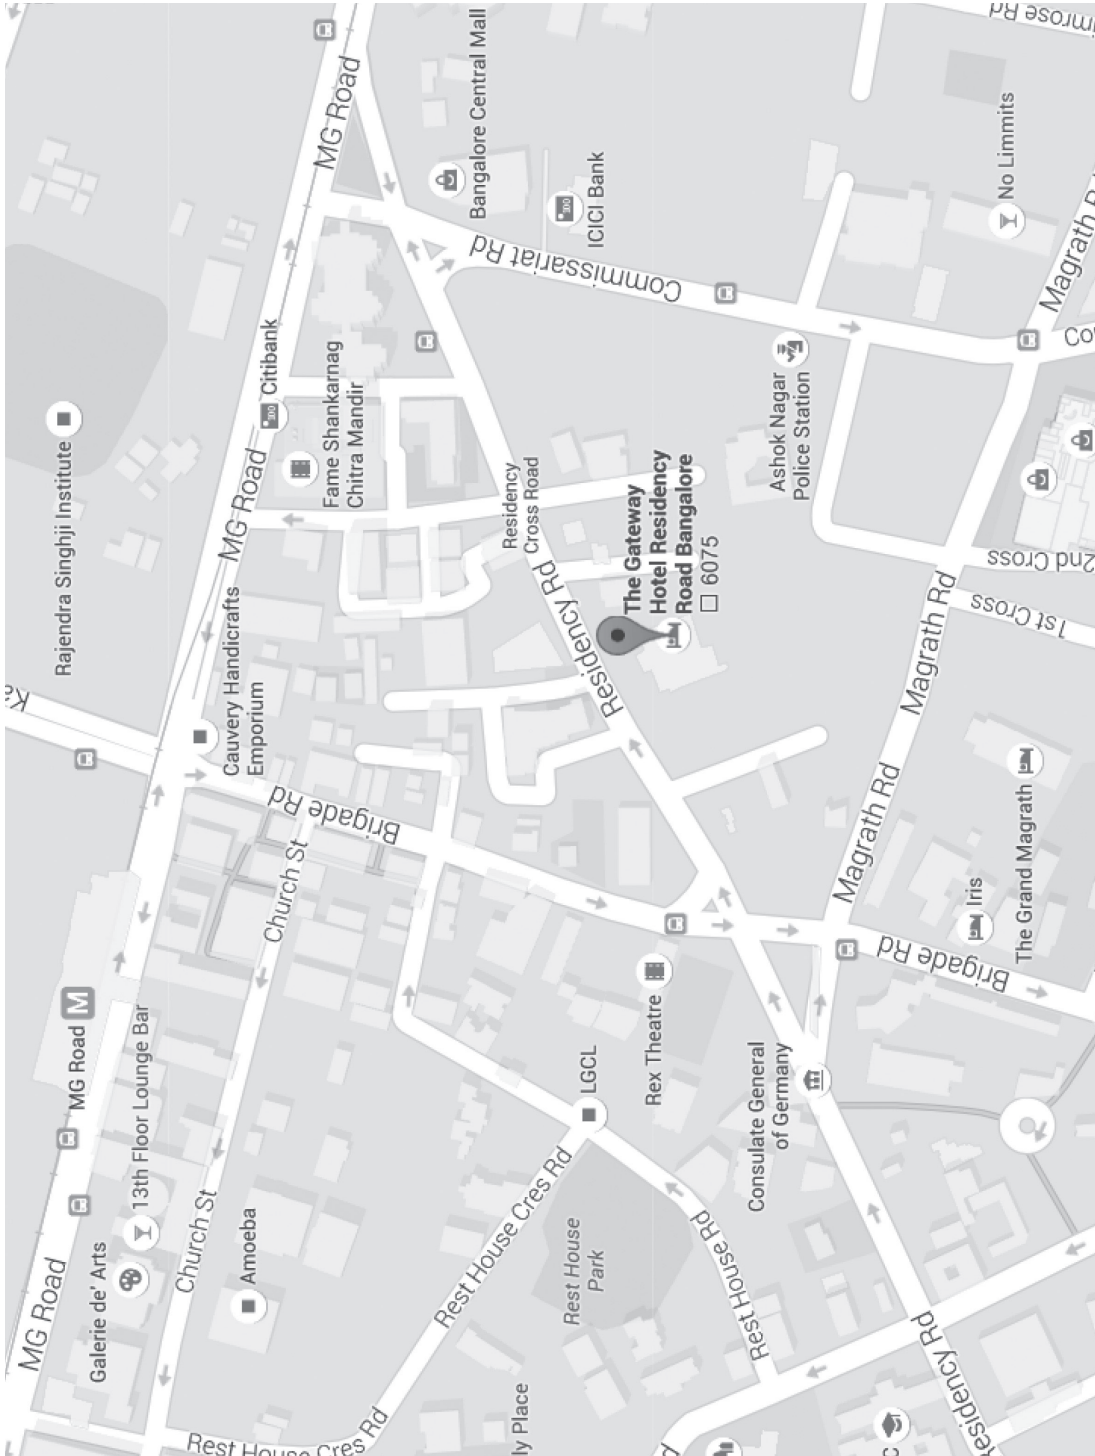 MG Road
MG Road
MG Road
MG Road
Rajendra Singhji Institute
Citibank
Fame Shankarnag
Chitra Mandir
Bangalore Central Mall
ICICI Bank
Commissariat Rd
No Limmits
Magrath
Ashok Nagar
Police Station
Residency
Cross Road
Residency Rd
The Gateway
Hotel Residency
Road Bangalore
□ 6075
Cauvery Handicrafts
Emporium
Brigade Rd
Church St
Magrath Rd
Magrath Rd
2nd Cross
1st Cross
The Grand Magrath
Iris
Brigade Rd
Rex Theatre
LGCL
Consulate General
of Germany
13th Floor Lounge Bar
Galerie de' Arts
Church St
Amoeba
Rest House Cres Rd
Rest House
Park
Rest House Rd
Residency Rd
Residency Rd
Rest House Cres Rd
ly Place